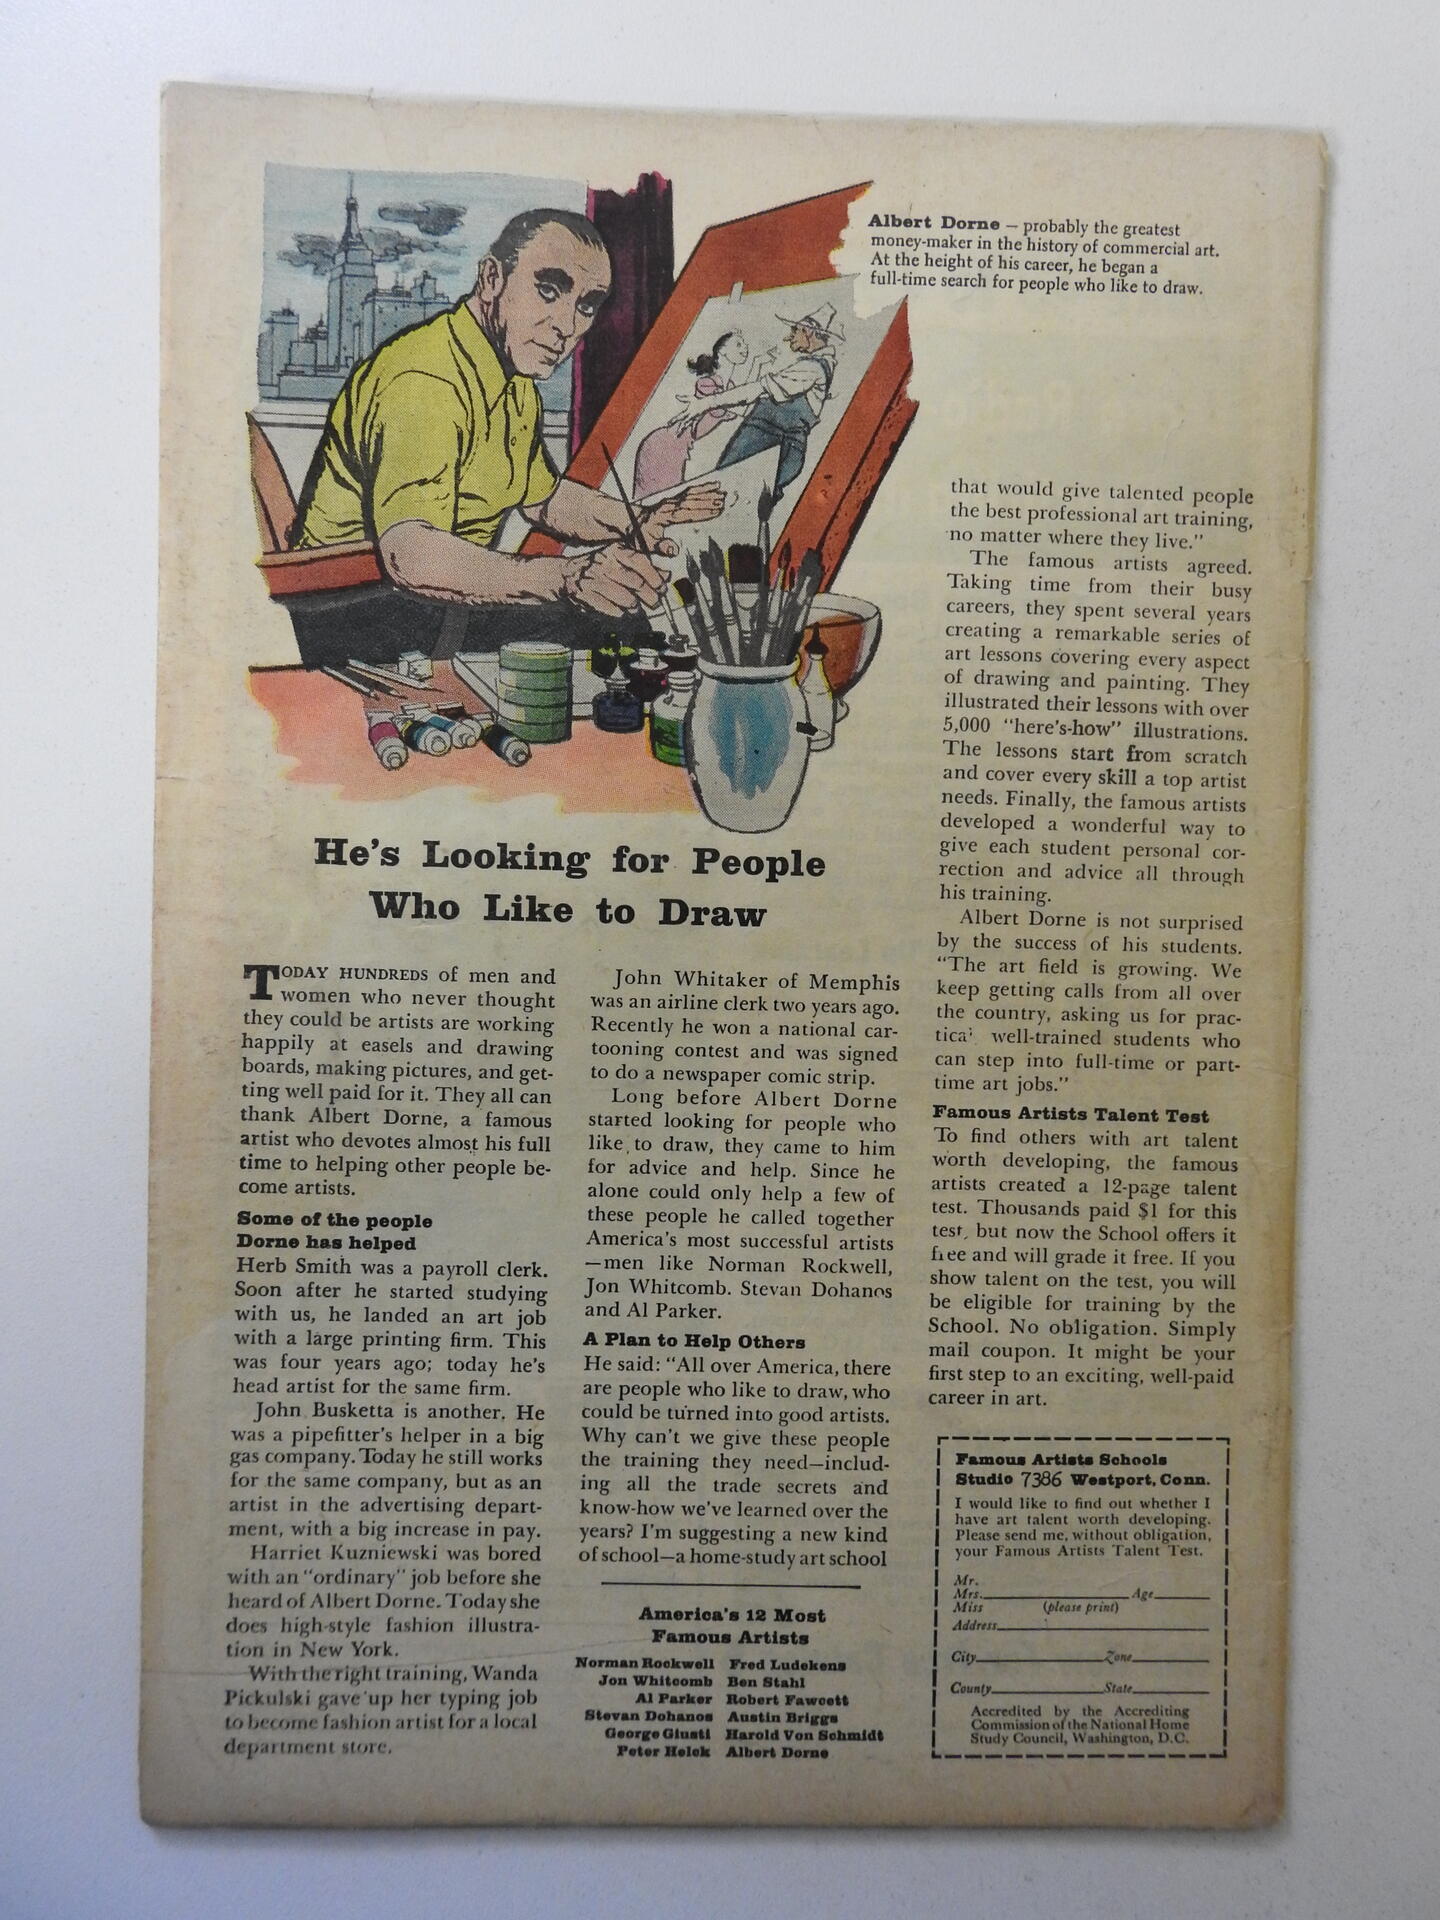 Albert Dorne — probably the greatest
money-maker in the history of commercial art.
At the height of his career, he began a
full-time search for people who like to draw.
He's Looking for People
Who Like to Draw
TODAY HUNDREDS of men and
women who never thought
they could be artists are working
happily at easels and drawing
boards, making pictures, and get-
ting well paid for it. They all can
thank Albert Dorne, a famous
artist who devotes almost his full
time to helping other people be-
come artists.
Some of the people
Dorne has helped
Herb Smith was a payroll clerk.
Soon after he started studying
with us, he landed an art job
with a large printing firm. This
was four years ago; today he's
head artist for the same firm.
John Busketta is another. He
was a pipefitter's helper in a big
gas company. Today he still works
for the same company, but as an
artist in the advertising depart-
ment, with a big increase in pay.
Harriet Kuzniewski was bored
with an "ordinary" job before she
heard of Albert Dorne. Today she
does high-style fashion illustra-
tion in New York.
With the right training, Wanda
Pickulski gave up her typing job
to become fashion artist for a local
department store.
John Whitaker of Memphis
was an airline clerk two years ago.
Recently he won a national car-
tooning contest and was signed
to do a newspaper comic strip.
Long before Albert Dorne
started looking for people who
like to draw, they came to him
for advice and help. Since he
alone could only help a few of
these people he called together
America's most successful artists
—men like Norman Rockwell,
Jon Whitcomb. Stevan Dohanos
and Al Parker.
A Plan to Help Others
He said: "All over America, there
are people who like to draw, who
could be turned into good artists.
Why can't we give these people
the training they need—includ-
ing all the trade secrets and
know-how we've learned over the
years? I'm suggesting a new kind
of school—a home-study art school
America's 12 Most
Famous Artists
Norman Rockwell Fred Ludekens
Jon Whitcomb Ben Stahl
Al Parker Robert Fawcett
Stevan Dohanos Austin Briggs
George Giusti Harold Von Schmidt
Peter Helck Albert Dorne
that would give talented people
the best professional art training,
no matter where they live."
The famous artists agreed.
Taking time from their busy
careers, they spent several years
creating a remarkable series of
art lessons covering every aspect
of drawing and painting. They
illustrated their lessons with over
5,000 "here's-how" illustrations.
The lessons start from scratch
and cover every skill a top artist
needs. Finally, the famous artists
developed a wonderful way to
give each student personal cor-
rection and advice all through
his training.
Albert Dorne is not surprised
by the success of his students.
"The art field is growing. We
keep getting calls from all over
the country, asking us for prac-
tical well-trained students who
can step into full-time or part-
time art jobs."
Famous Artists Talent Test
To find others with art talent
worth developing, the famous
artists created a 12-page talent
test. Thousands paid $1 for this
test, but now the School offers it
free and will grade it free. If you
show talent on the test, you will
be eligible for training by the
School. No obligation. Simply
mail coupon. It might be your
first step to an exciting, well-paid
career in art.
Famous Artists Schools
Studio 7386 Westport, Conn.
I would like to find out whether I
have art talent worth developing.
Please send me, without obligation,
your Famous Artists Talent Test.
Mr.
Mrs. Age
Miss (please print)
Address
City Zone
County State
Accredited by the Accrediting
Commission of the National Home
Study Council, Washington, D.C.